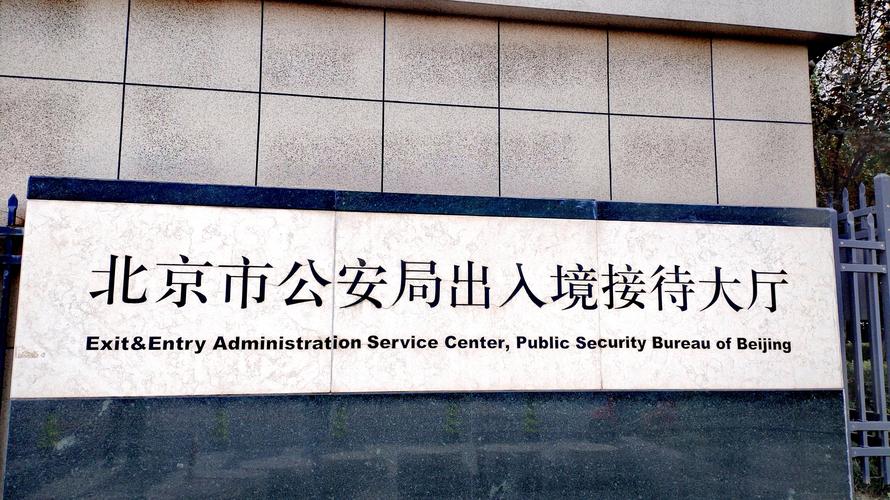 北京市公安局出入境接待大厅
Exit&Entry Administration Service Center, Public Security Bureau of Beijing